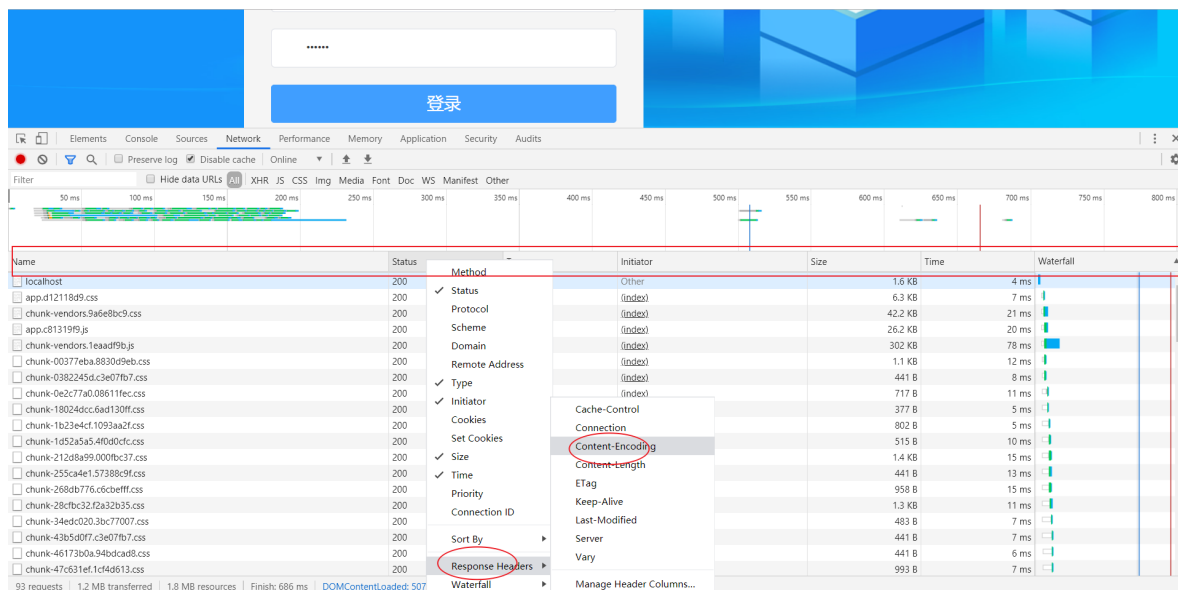 ••••••
登录
Elements Console Sources Network Performance Memory Application Security Audits
Preserve log Disable cache Online
Filter Hide data URLs All XHR JS CSS Img Media Font Doc WS Manifest Other
50 ms 100 ms 150 ms 200 ms 250 ms 300 ms 350 ms 400 ms 450 ms 500 ms 550 ms 600 ms 650 ms 700 ms 750 ms 800 ms
Name Status Initiator Size Time Waterfall
localhost 200 Other 1.6 KB 4 ms
app.d12118d9.css 200 (index) 6.3 KB 7 ms
chunk-vendors.9a6e8bc9.css 200 (index) 42.2 KB 21 ms
app.c81319f9.js 200 (index) 26.2 KB 20 ms
chunk-vendors.1eaadf9b.js 200 (index) 302 KB 78 ms
chunk-00377eba.8830d9eb.css 200 (index) 1.1 KB 12 ms
chunk-0382245d.c3e07fb7.css 200 (index) 441 B 8 ms
chunk-0e2c77a0.08611fec.css 200 (index) 717 B 11 ms
chunk-18024dcc.6ad130ff.css 200 377 B 5 ms
chunk-1b23e4cf.1093aa2f.css 200 802 B 5 ms
chunk-1d52a5a5.4f0d0cfc.css 200 515 B 10 ms
chunk-212d8a99.000fbc37.css 200 1.4 KB 15 ms
chunk-255ca4e1.57388c9f.css 200 441 B 13 ms
chunk-268db776.c6cbefff.css 200 958 B 15 ms
chunk-28cfbc32.f2a32b35.css 200 1.3 KB 11 ms
chunk-34edc020.3bc77007.css 200 483 B 7 ms
chunk-43b5d0f7.c3e07fb7.css 200 441 B 7 ms
chunk-46173b0a.94bdcad8.css 200 441 B 6 ms
chunk-47c631ef.1cf4d613.css 200 993 B 7 ms
Method
✓ Status
Protocol
Scheme
Domain
Remote Address
✓ Type
✓ Initiator
Cookies
Set Cookies
✓ Size
✓ Time
Priority
Connection ID
Sort By
Response Headers
Waterfall
Cache-Control
Connection
Content-Encoding
Content-Length
ETag
Keep-Alive
Last-Modified
Server
Vary
Manage Header Columns...
93 requests 1.2 MB transferred 1.8 MB resources Finish: 686 ms DOMContentLoaded: 507